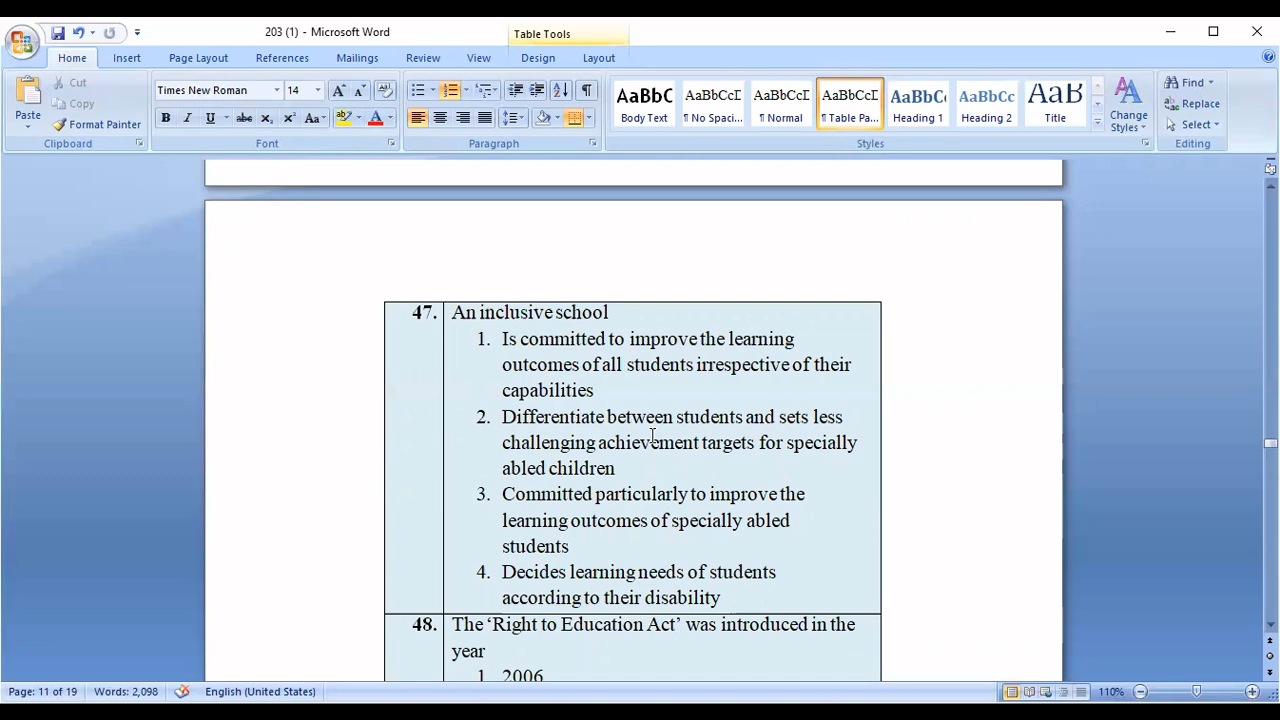 203 (1) - Microsoft Word
Table Tools
Home Insert Page Layout References Mailings Review View Design Layout
Paste
Cut
Copy
Format Painter
Clipboard
Times New Roman 14
Font
Paragraph
AaBbC AaBbCcI AaBbCcI AaBbCcI AaBbCc AaBbCc AaB
Body Text ¶ No Spaci... ¶ Normal ¶ Table Pa... Heading 1 Heading 2 Title
Change
Styles
Styles
Find
Replace
Select
Editing
47. An inclusive school
1. Is committed to improve the learning
outcomes of all students irrespective of their
capabilities
2. Differentiate between students and sets less
challenging achievement targets for specially
abled children
3. Committed particularly to improve the
learning outcomes of specially abled
students
4. Decides learning needs of students
according to their disability
48. The ‘Right to Education Act’ was introduced in the
year
1. 2006
Page: 11 of 19 Words: 2,098 English (United States) 110%